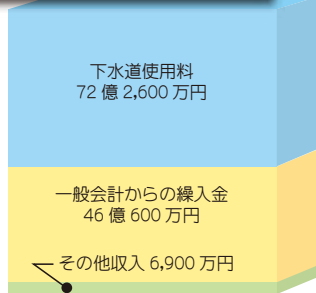 下水道使用料
72 億 2,600 万円
一般会計からの繰入金
46 億 600 万円
その他収入 6,900 万円